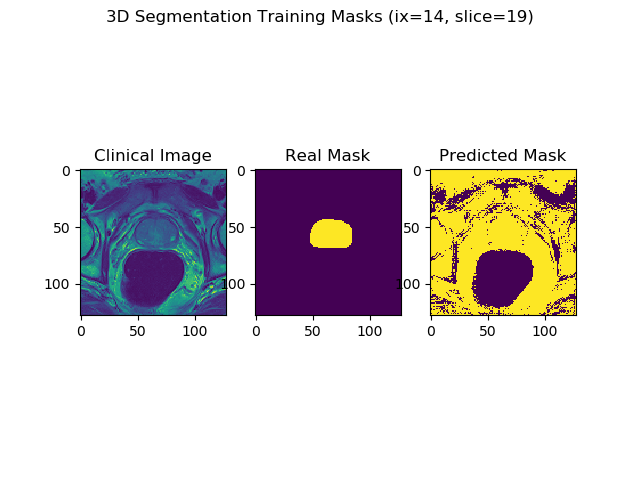 3D Segmentation Training Masks (ix=14, slice=19)
Clinical Image Real Mask Predicted Mask
0 0 0
50 50 50
100 100 100
0 50 100 0 50 100 0 50 100